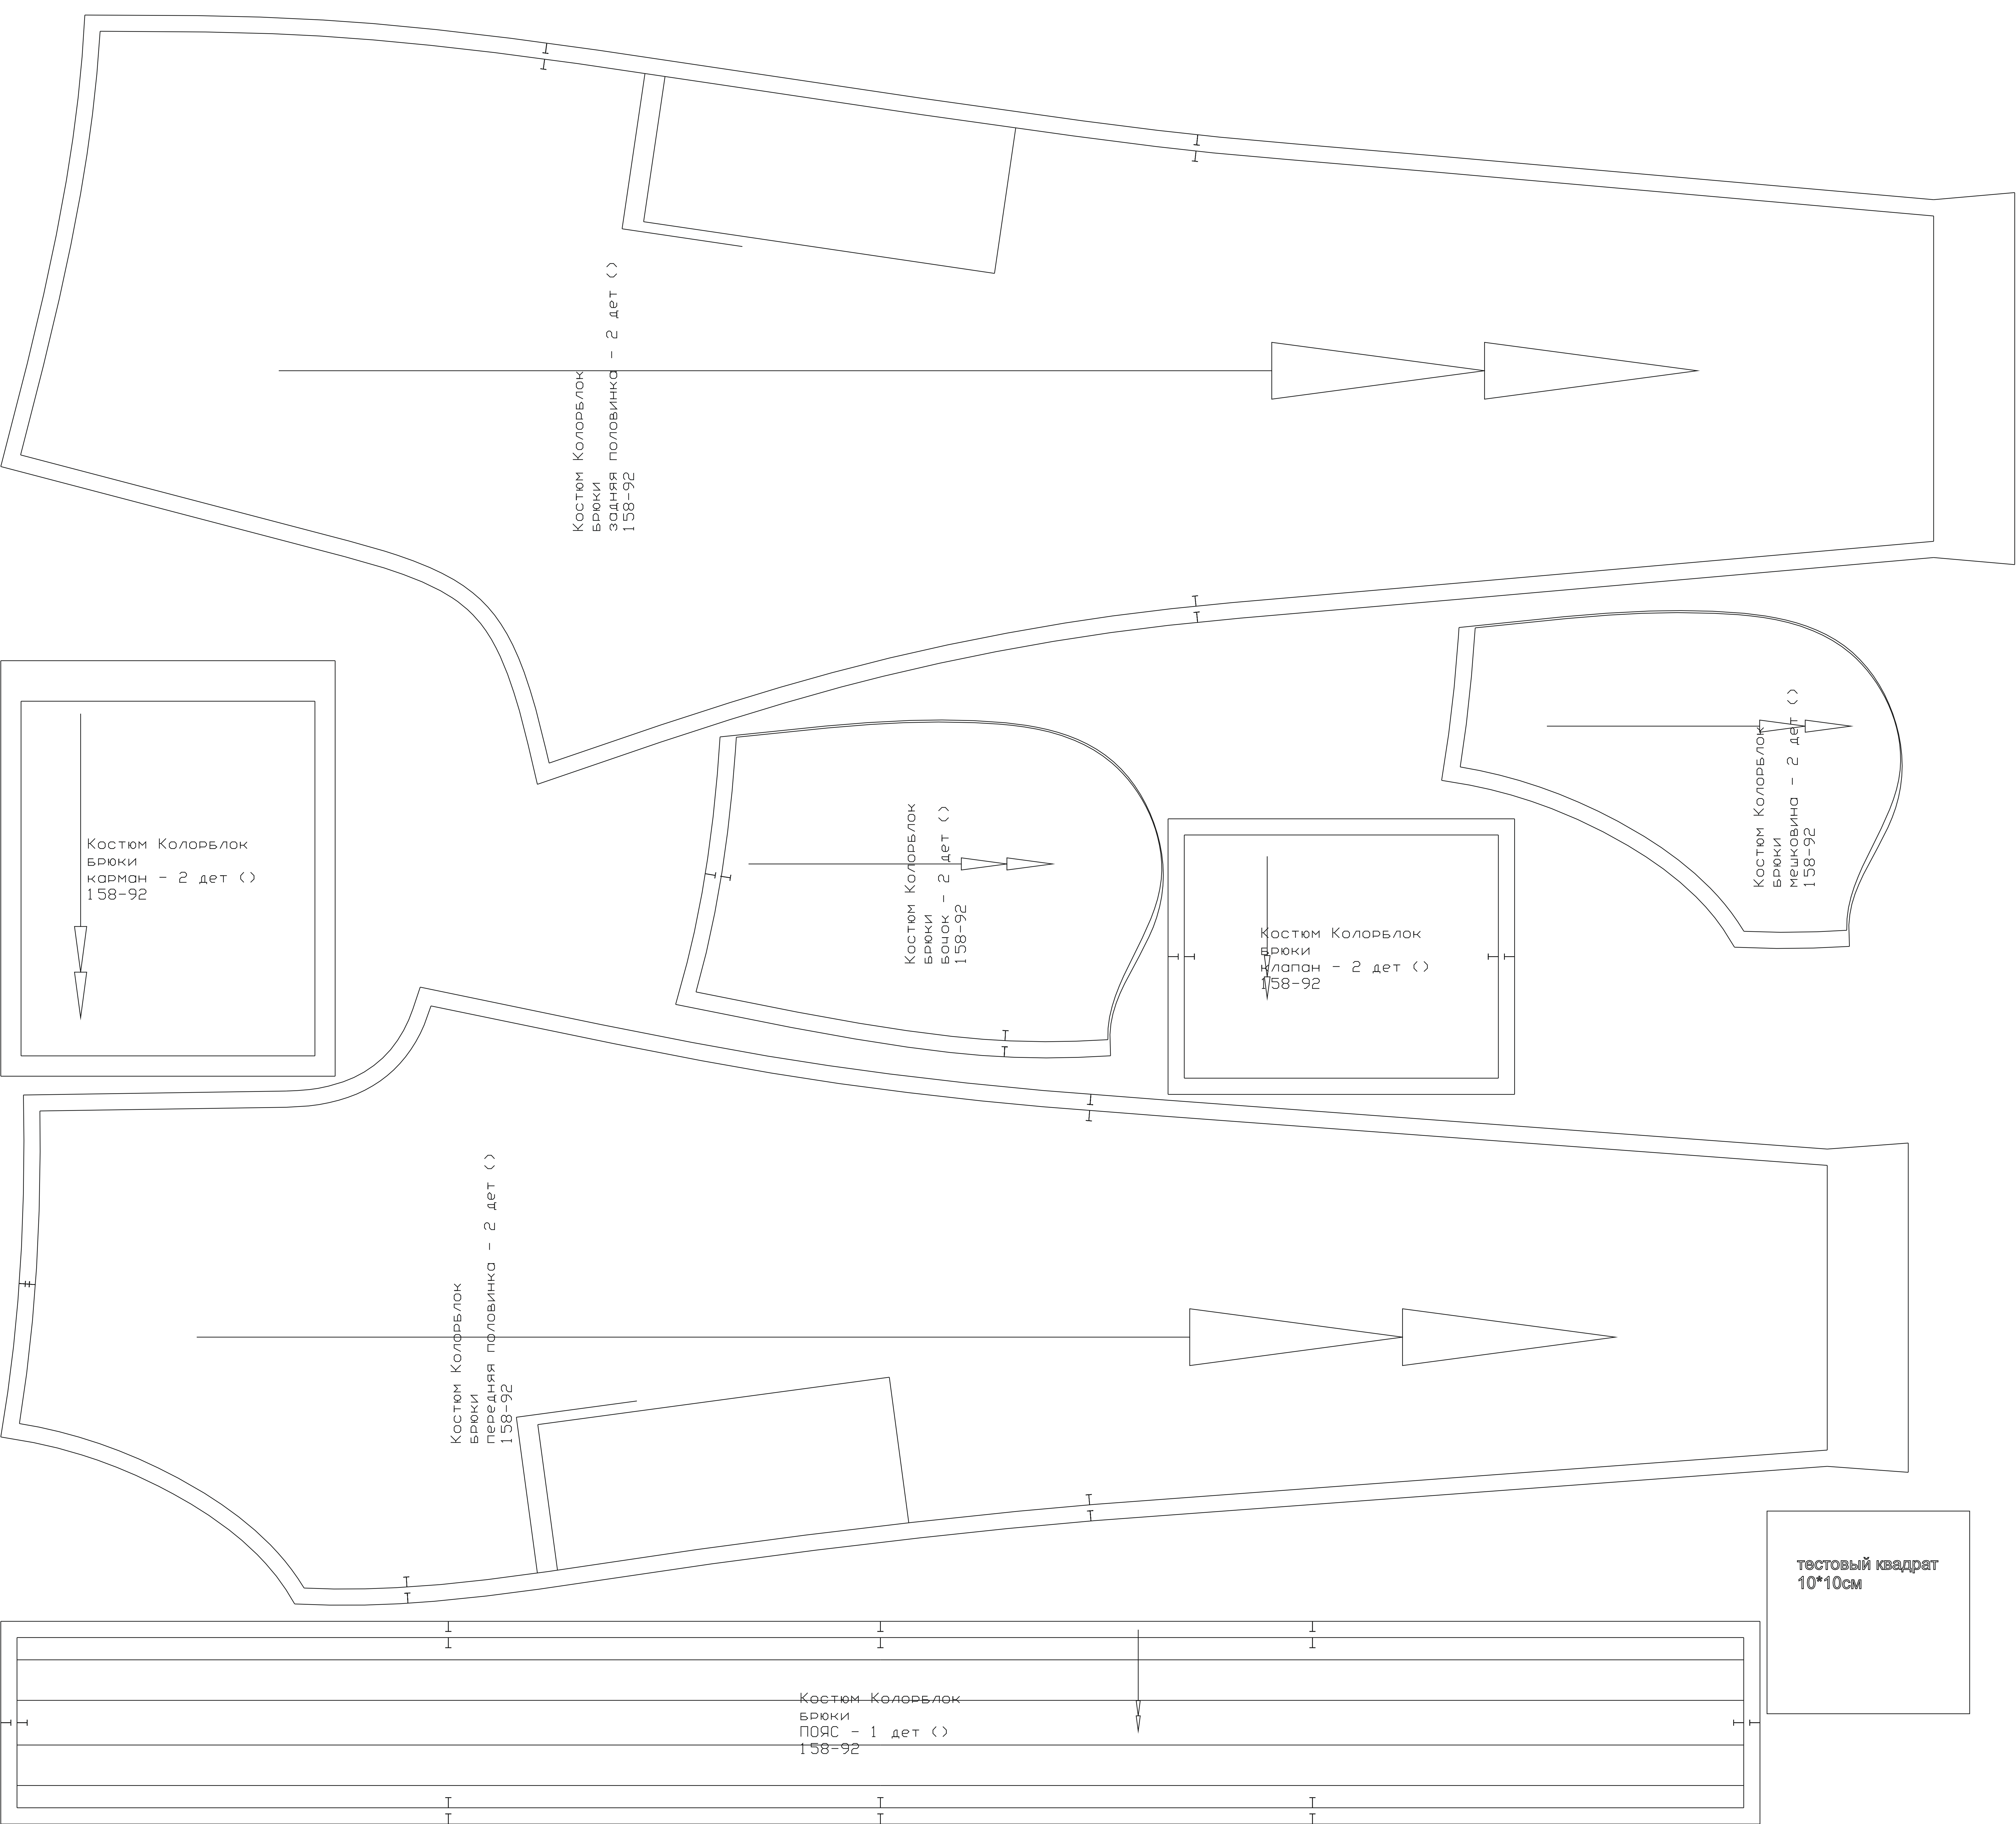 Костюм Колорблок
брюки
задняя половинка - 2 дет ()
158-92
Костюм Колорблок
брюки
карман - 2 дет ()
158-92
Костюм Колорблок
брюки
бочок - 2 дет ()
158-92
Костюм Колорблок
брюки
клапан - 2 дет ()
158-92
Костюм Колорблок
брюки
мешковина - 2 дет ()
158-92
Костюм Колорблок
брюки
передняя половинка - 2 дет ()
158-92
тестовый квадрат
10*10см
Костюм Колорблок
брюки
ПОЯС - 1 дет ()
158-92